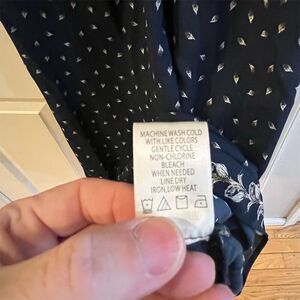 MACHINE WASH COLD
WITH LIKE COLORS
GENTLE CYCLE
NON-CHLORINE
BLEACH
WHEN NEEDED
LINE DRY
IRON,LOW HEAT